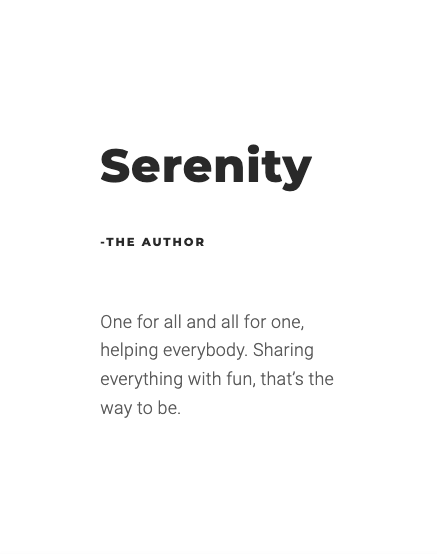 Serenity
-THE AUTHOR
One for all and all for one,
helping everybody. Sharing
everything with fun, that’s the
way to be.